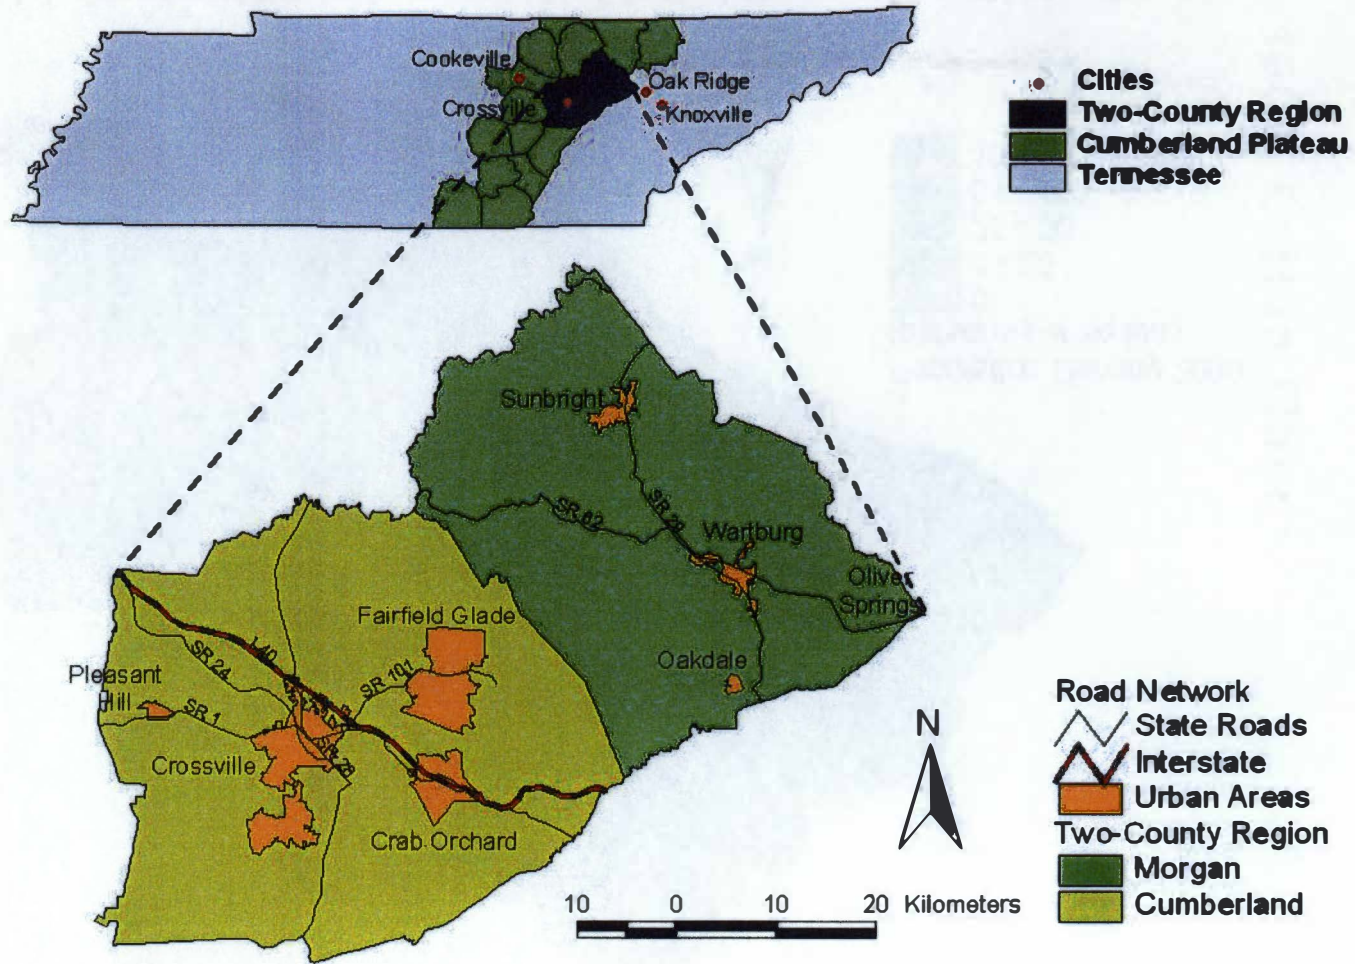 Cookeville
Crossville
Oak Ridge
Knoxville
Cities
Two-County Region
Cumberland Plateau
Tennessee
Sunbright
SR 62
SR 29
Wartburg
Oliver
Springs
Oakdale
Fairfield Glade
I-40
SR 24
SR 101
Pleasant
Hill
SR 1
SR 28
Crossville
Crab Orchard
N
10 0 10 20 Kilometers
Road Network
State Roads
Interstate
Urban Areas
Two-County Region
Morgan
Cumberland